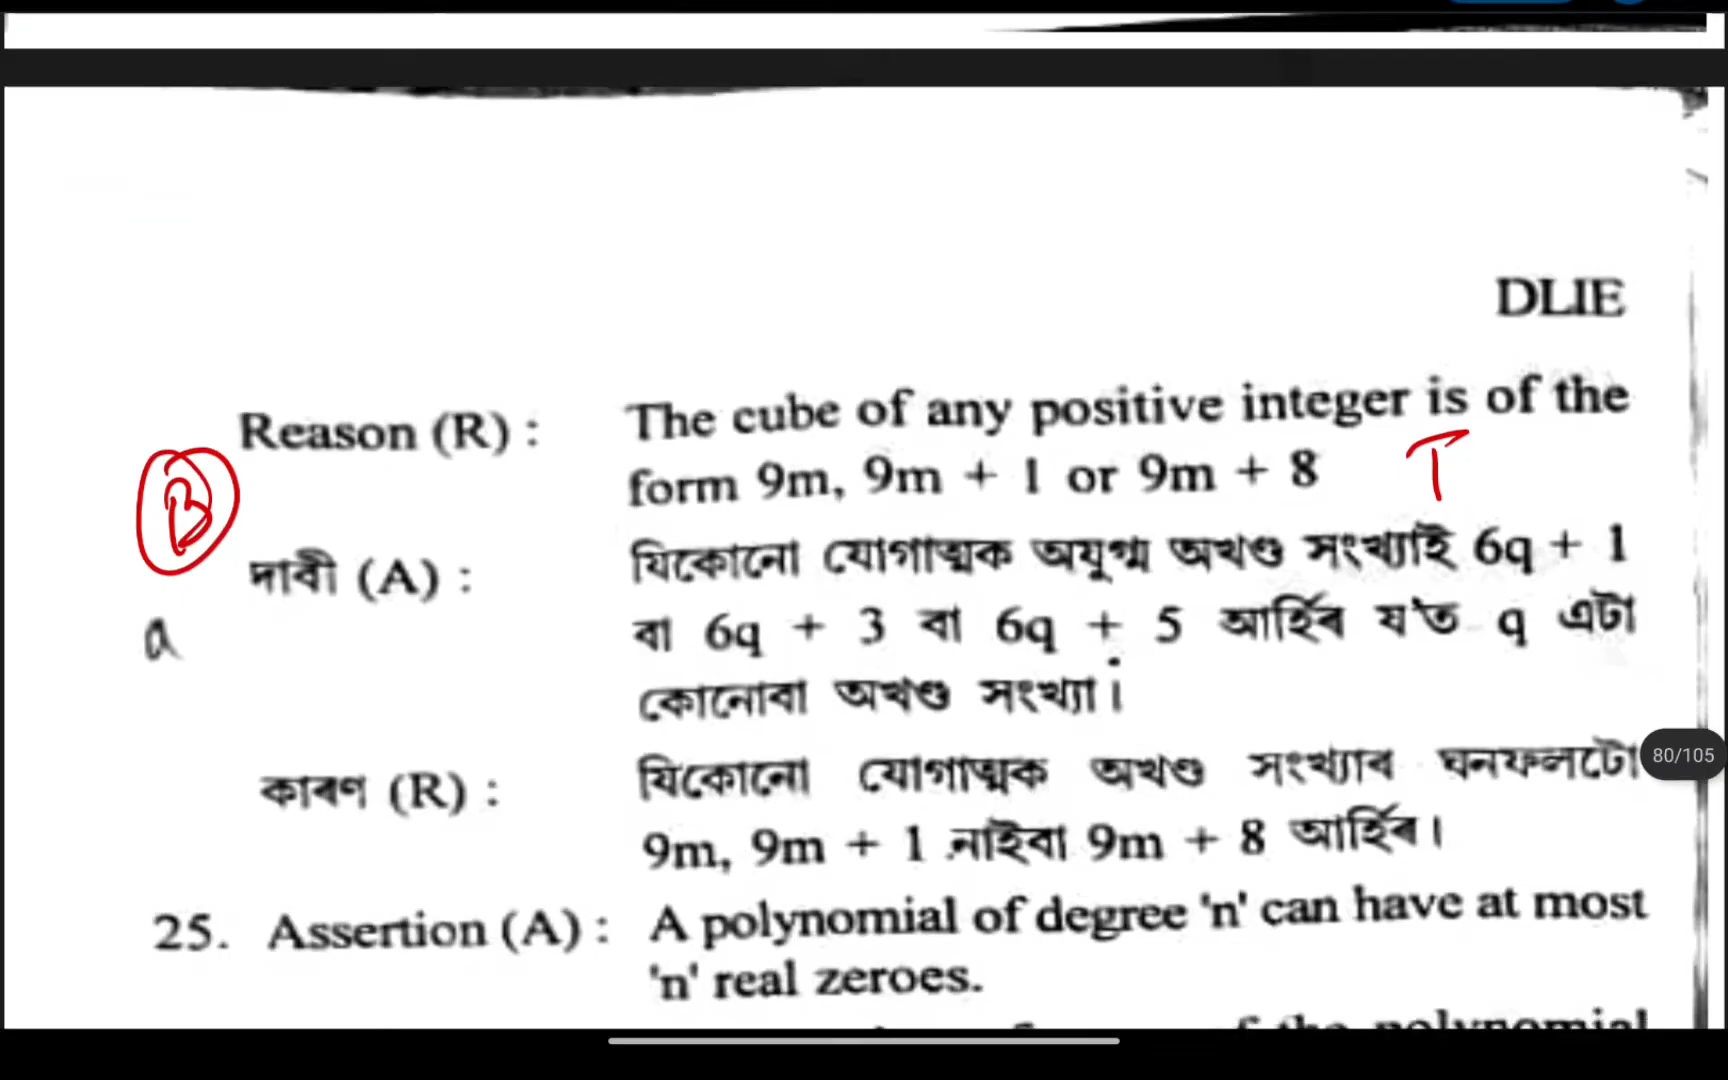 DLIE
Reason (R) : The cube of any positive integer is of the
form 9m, 9m + 1 or 9m + 8 T
B
দাবী (A) : যিকোনো যোগাত্মক অযুগ্ম অখণ্ড সংখ্যাই 6q + 1
বা 6q + 3 বা 6q + 5 আৰ্হিৰ য'ত q এটা
a
কোনোবা অখণ্ড সংখ্যা।
কাৰণ (R) : যিকোনো যোগাত্মক অখণ্ড সংখ্যাৰ ঘনফলটো
80/105
9m, 9m + 1 নাইবা 9m + 8 আৰ্হিৰ।
25. Assertion (A) : A polynomial of degree 'n' can have at most
'n' real zeroes.